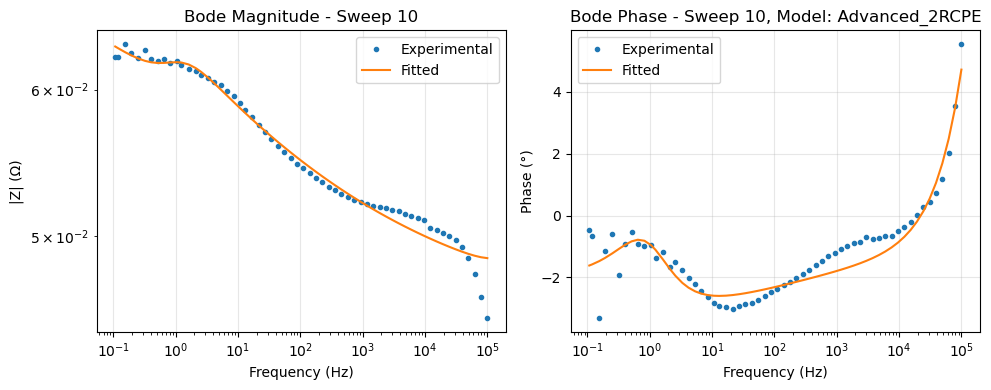 Bode Magnitude - Sweep 10
Experimental
Fitted
|Z| (Ω)
6 × 10⁻²
5 × 10⁻²
10⁻¹ 10⁰ 10¹ 10² 10³ 10⁴ 10⁵
Frequency (Hz)
Bode Phase - Sweep 10, Model: Advanced_2RCPE
Experimental
Fitted
Phase (°)
4
2
0
−2
10⁻¹ 10⁰ 10¹ 10² 10³ 10⁴ 10⁵
Frequency (Hz)